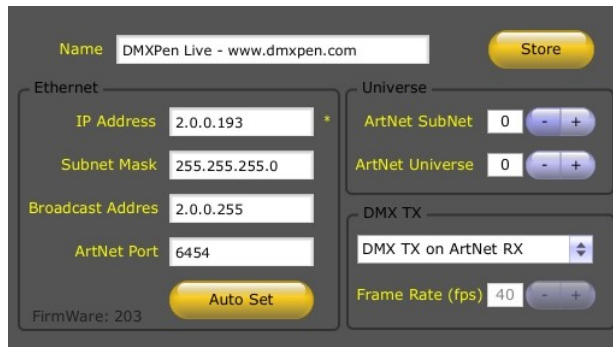 Name DMXPen Live - www.dmxpen.com Store
Ethernet
IP Address 2.0.0.193 *
Subnet Mask 255.255.255.0
Broadcast Addres 2.0.0.255
ArtNet Port 6454
Auto Set
FirmWare: 203
Universe
ArtNet SubNet 0 - +
ArtNet Universe 0 - +
DMX TX
DMX TX on ArtNet RX
Frame Rate (fps) 40 - +